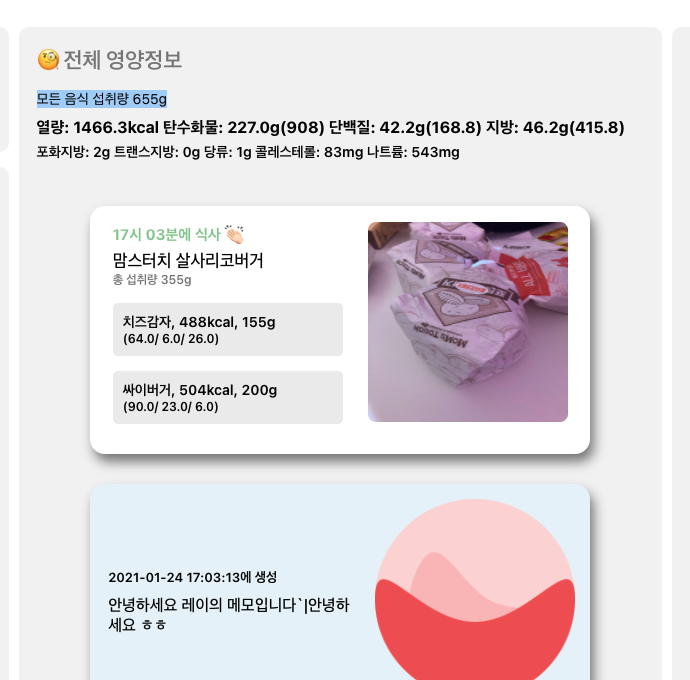 🧐 전체 영양정보
모든 음식 섭취량 655g
열량: 1466.3kcal 탄수화물: 227.0g(908) 단백질: 42.2g(168.8) 지방: 46.2g(415.8)
포화지방: 2g 트랜스지방: 0g 당류: 1g 콜레스테롤: 83mg 나트륨: 543mg
17시 03분에 식사 👏🏻
맘스터치 살사리코버거
총 섭취량 355g
치즈감자, 488kcal, 155g
(64.0/ 6.0/ 26.0)
싸이버거, 504kcal, 200g
(90.0/ 23.0/ 6.0)
MOM'S TOUCH
2021-01-24 17:03:13에 생성
안녕하세요 레이의 메모입니다`|안녕하
세요 ㅎㅎ